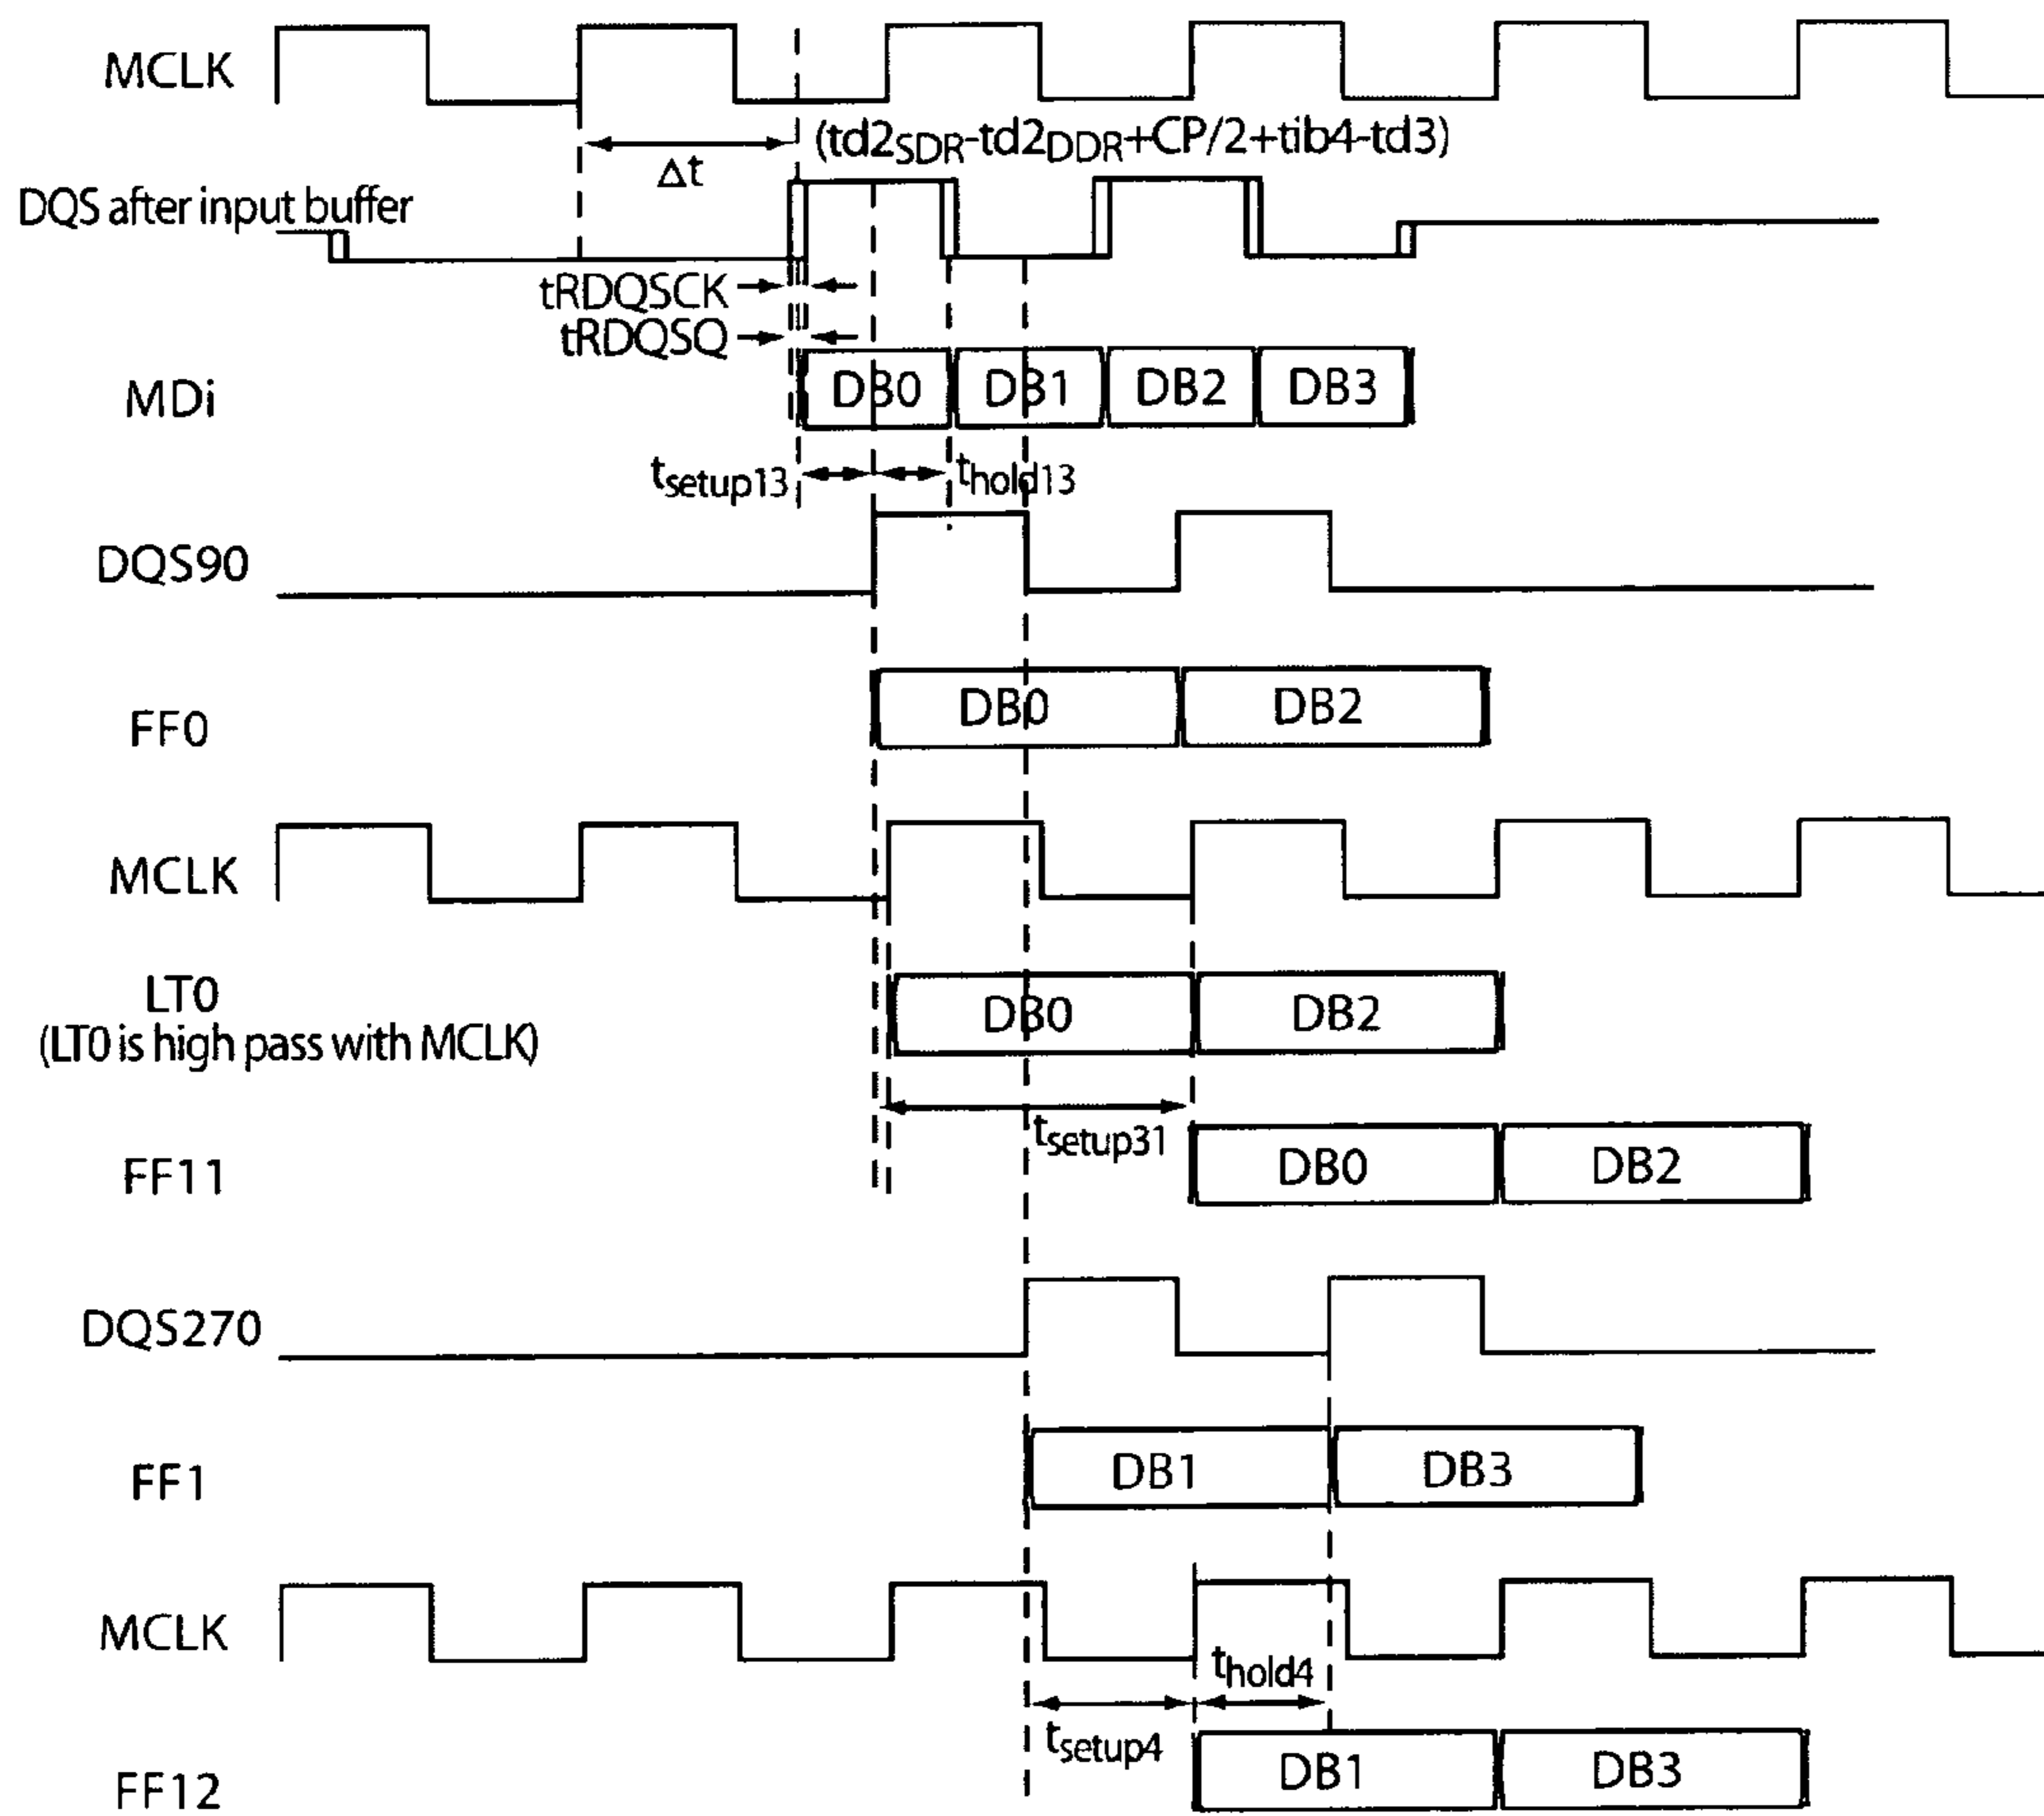 MCLK
(td2SDR-td2DDR+CP/2+tib4-td3)
Δt
DQS after input buffer
tRDQSCK
tRDQSQ
MDi DB0 DB1 DB2 DB3
tsetup13 thold13
DQS90
FF0 DB0 DB2
MCLK
LT0 DB0 DB2
(LT0 is high pass with MCLK)
tsetup31
FF11 DB0 DB2
DQS270
FF1 DB1 DB3
MCLK
thold4
tsetup4
FF12 DB1 DB3